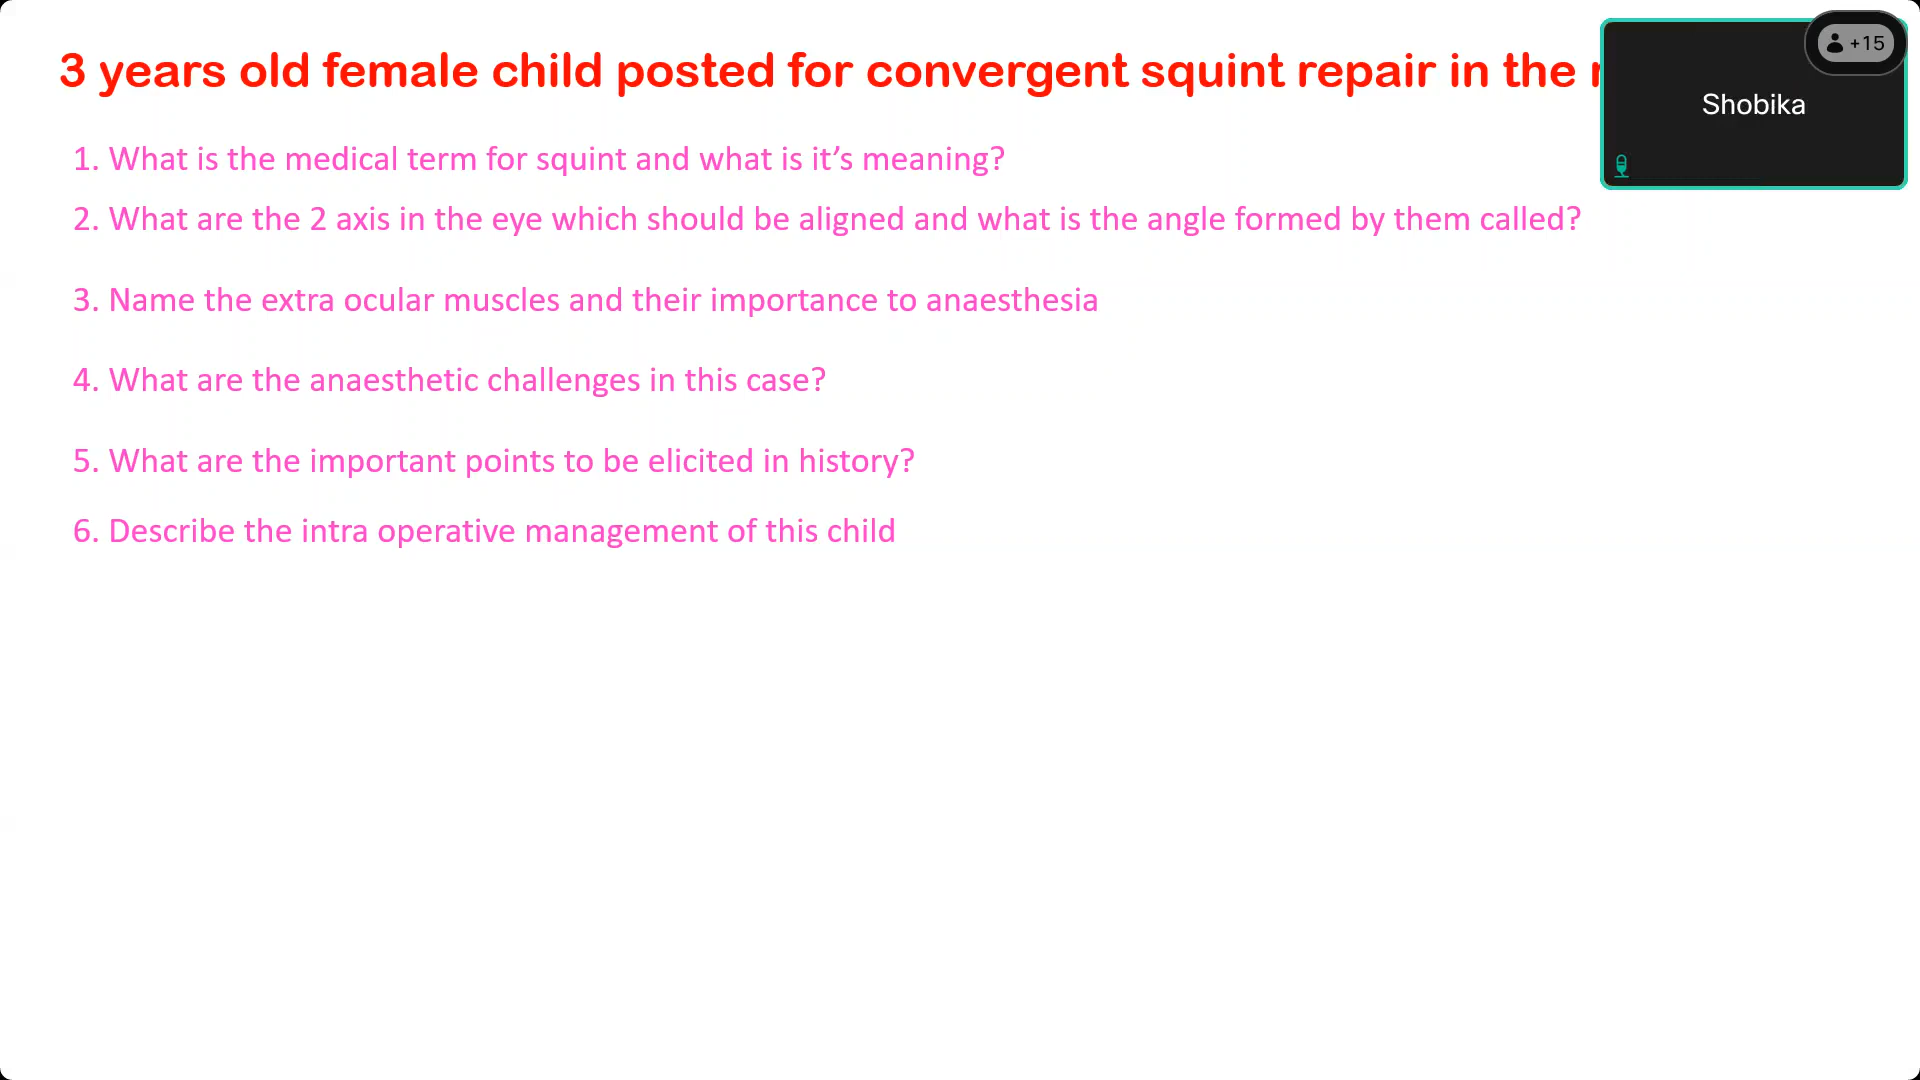 3 years old female child posted for convergent squint repair in the
+15
Shobika
1. What is the medical term for squint and what is it’s meaning?
2. What are the 2 axis in the eye which should be aligned and what is the angle formed by them called?
3. Name the extra ocular muscles and their importance to anaesthesia
4. What are the anaesthetic challenges in this case?
5. What are the important points to be elicited in history?
6. Describe the intra operative management of this child